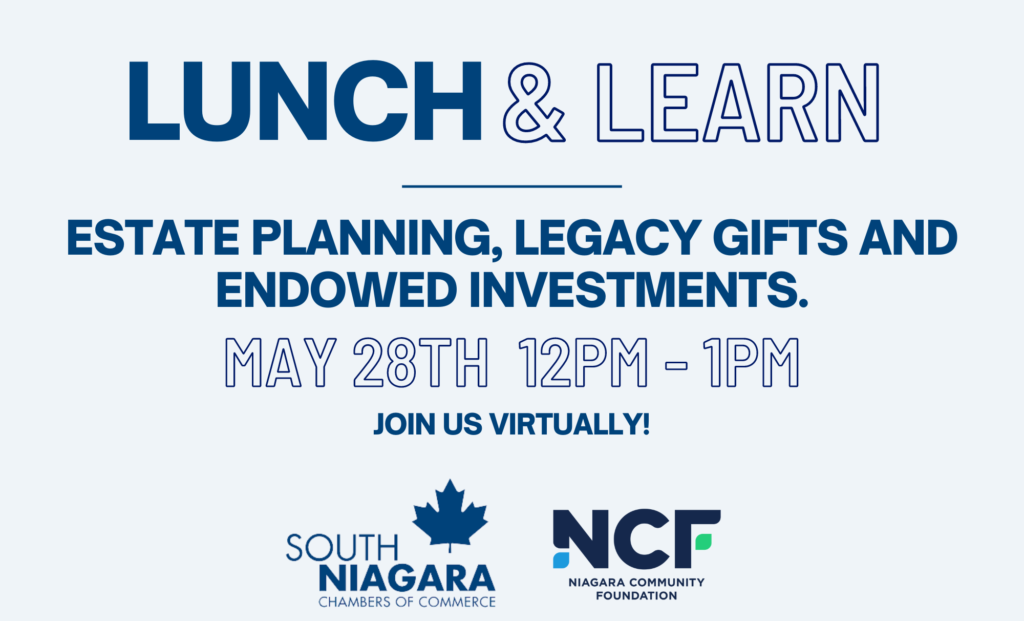 LUNCH & LEARN
ESTATE PLANNING, LEGACY GIFTS AND
ENDOWED INVESTMENTS.
MAY 28TH 12PM - 1PM
JOIN US VIRTUALLY!
SOUTH
NIAGARA
CHAMBERS OF COMMERCE
NCF
NIAGARA COMMUNITY
FOUNDATION